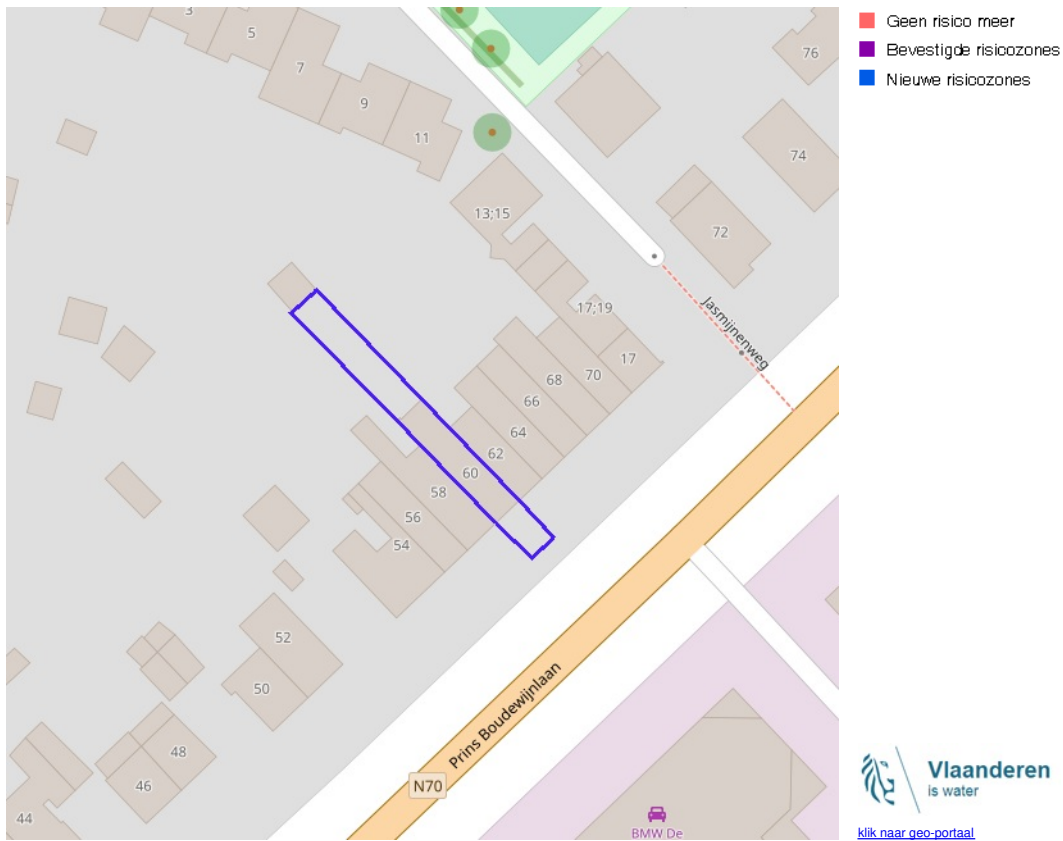 3
5
7
9
11
13;15
17;19
17
70
68
66
64
62
60
58
56
54
52
50
48
46
44
76
74
72
Jasmijnenweg
Prins Boudewijnlaan
N70
BMW De
Geen risico meer
Bevestigde risicozones
Nieuwe risicozones
Vlaanderen
is water
klik naar geo-portaal